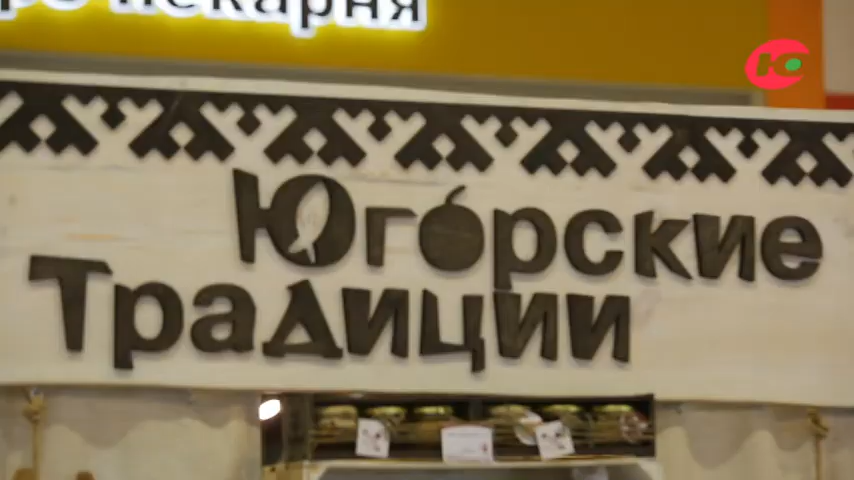 пекарня
Ю
Югорские
Традиции